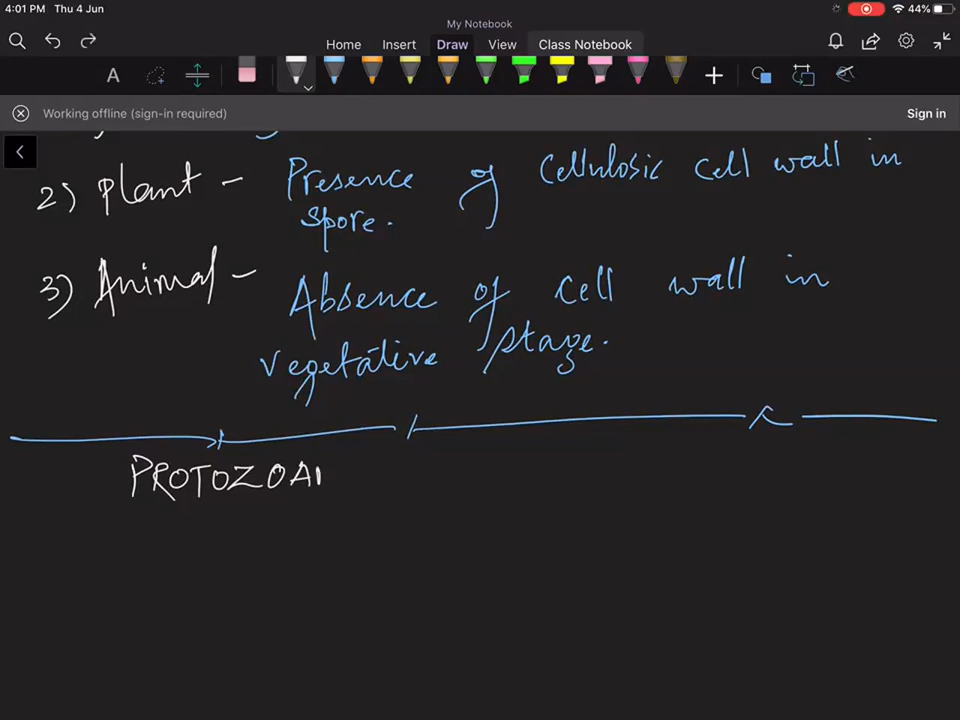 4:01 PM Thu 4 Jun
44%
My Notebook
Home Insert Draw View Class Notebook
A
Working offline (sign-in required)
Sign in
2) Plant - Presence of Cellulosic cell wall in
spore.
3) Animal - Absence of cell wall in
vegetative stage.
PROTOZOAN